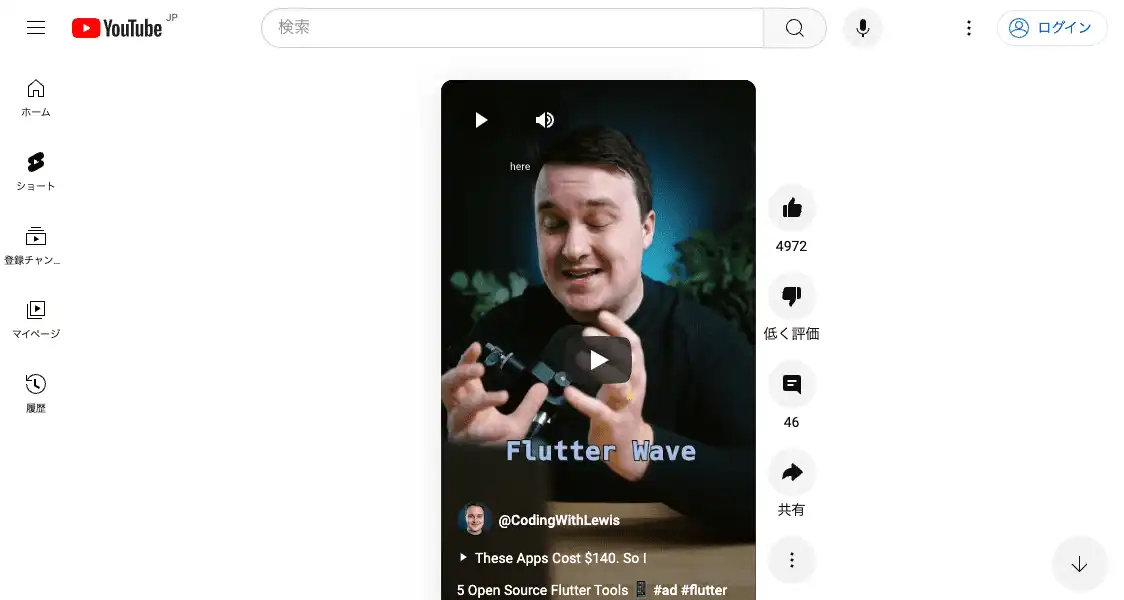 YouTube JP
検索
ログイン
ホーム
ショート
登録チャン...
マイページ
履歴
here
Flutter Wave
@CodingWithLewis
These Apps Cost $140. So I
5 Open Source Flutter Tools #ad #flutter
4972
低く評価
46
共有